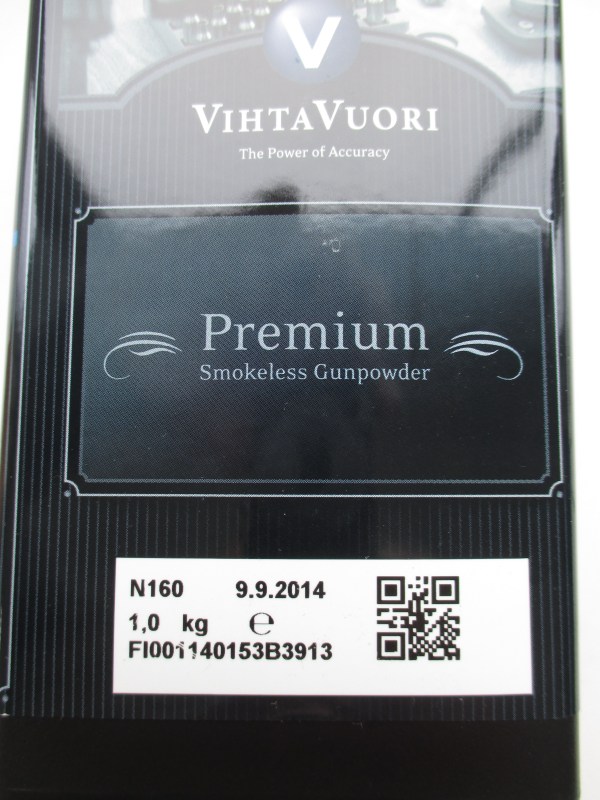 V
VIHTAVUORI
The Power of Accuracy
Premium
Smokeless Gunpowder
N160 9.9.2014
1,0 kg ℮
FI001140153B3913